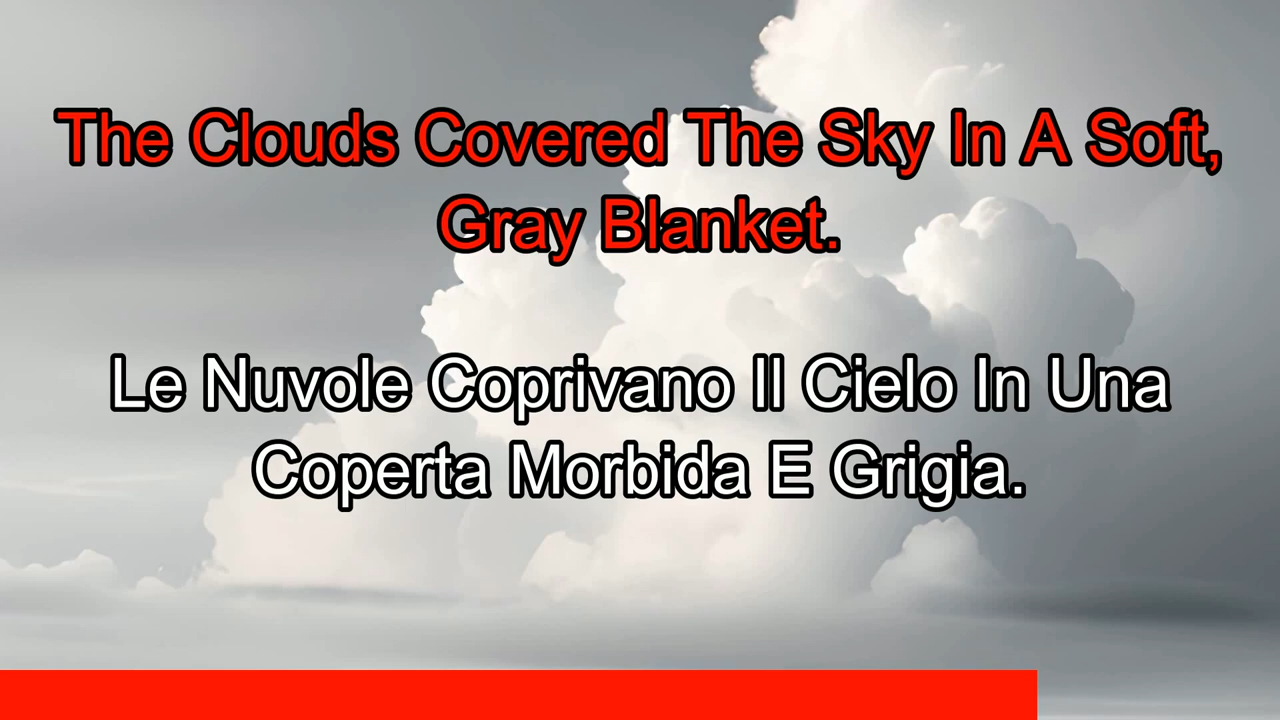 The Clouds Covered The Sky In A Soft,
Gray Blanket.
Le Nuvole Coprivano Il Cielo In Una
Coperta Morbida E Grigia.